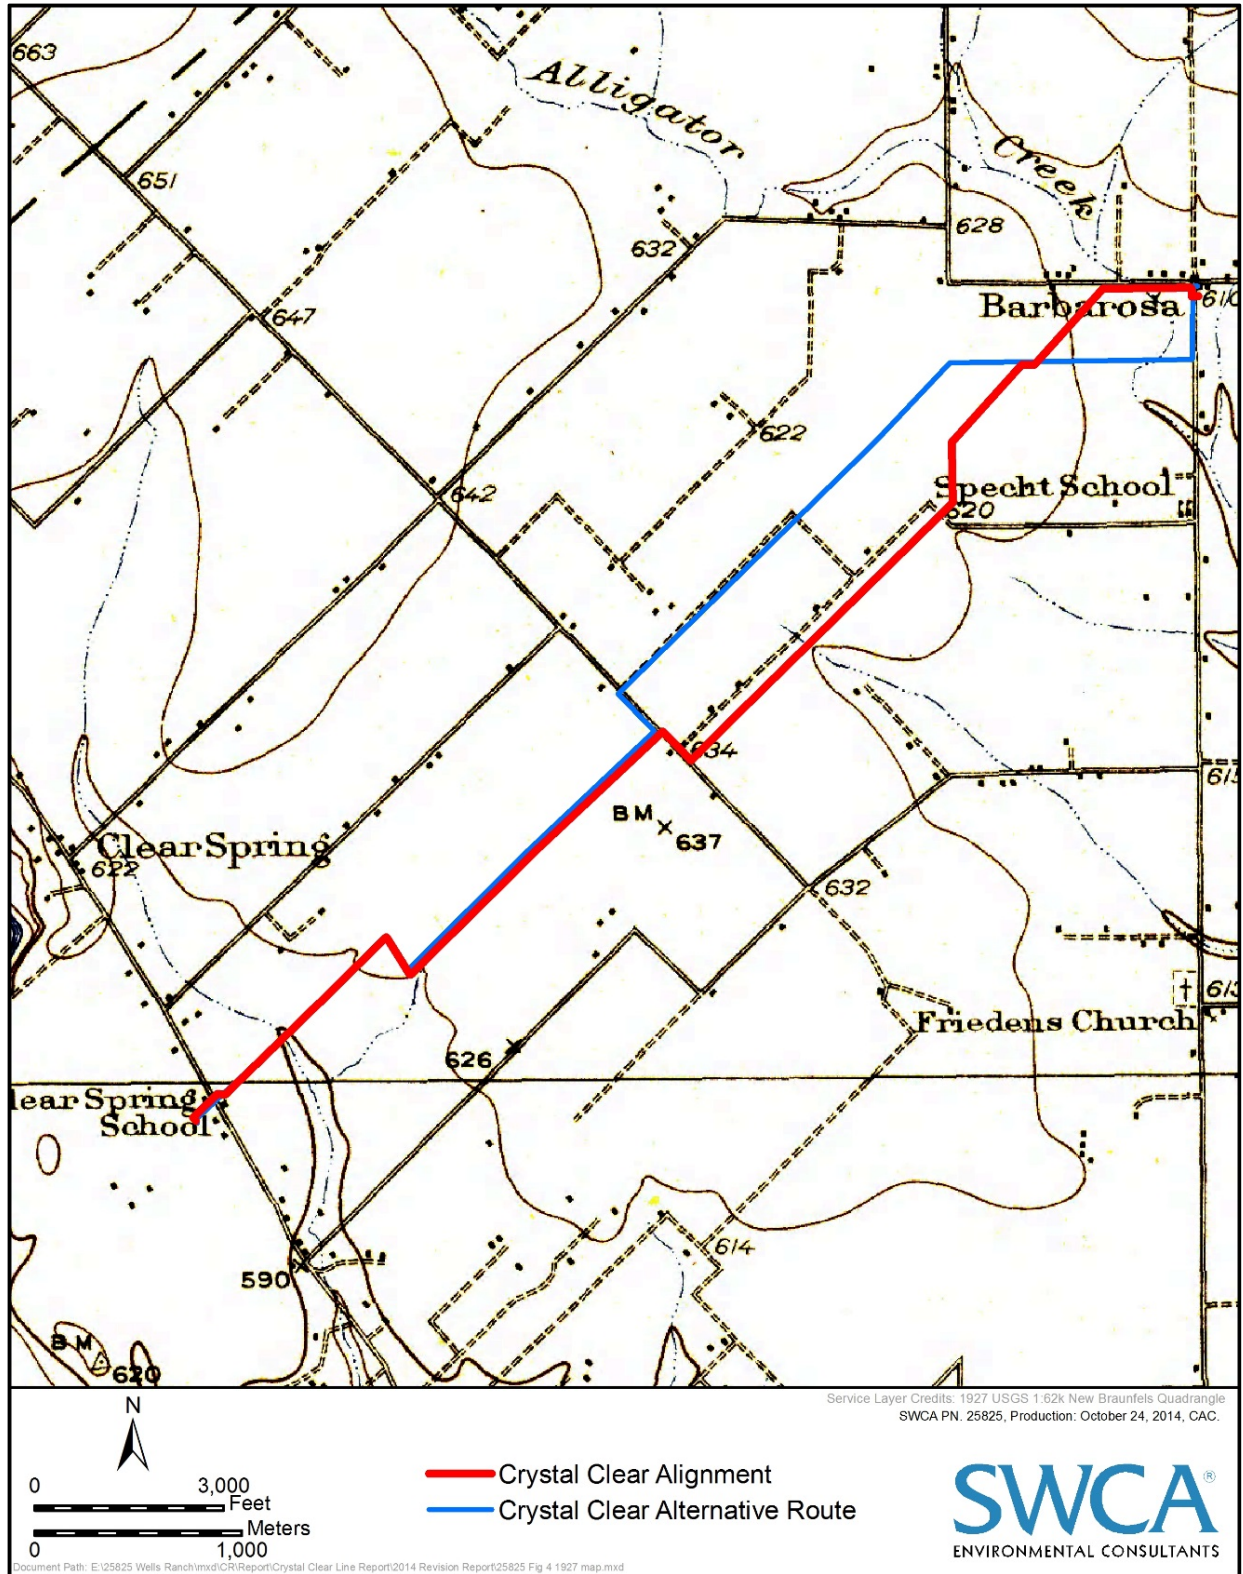 663
Alligator
Creek
651
632
628
647
Barbarosa
610
622
642
Specht School
620
634
BM
637
615
Clear Spring
622
632
613
Friedens Church
626
lear Spring
School
614
590
BM
620
Service Layer Credits: 1927 USGS 1:62k New Braunfels Quadrangle
SWCA PN. 25825, Production: October 24, 2014, CAC.
N
0 3,000
Feet
Meters
0 1,000
Crystal Clear Alignment
Crystal Clear Alternative Route
SWCA®
ENVIRONMENTAL CONSULTANTS
Document Path: E:\25825 Wells Ranch\mxd\CR\Report\Crystal Clear Line Report\2014 Revision Report\25825 Fig 4 1927 map.mxd